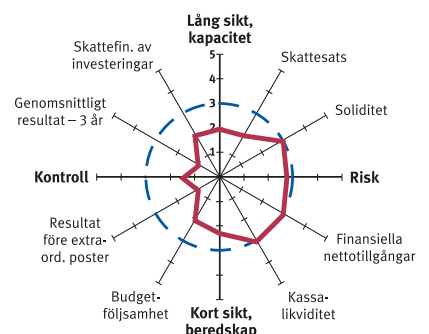 Lång sikt,
kapacitet
Skattefin. av
investeringar
Skattesats
5
4
3
2
1
Genomsnittligt
resultat – 3 år
Soliditet
Kontroll
Risk
Resultat
före extra-
ord. poster
Finansiella
nettotillgångar
Budget-
följsamhet
Kassa-
likviditet
Kort sikt,
beredskap